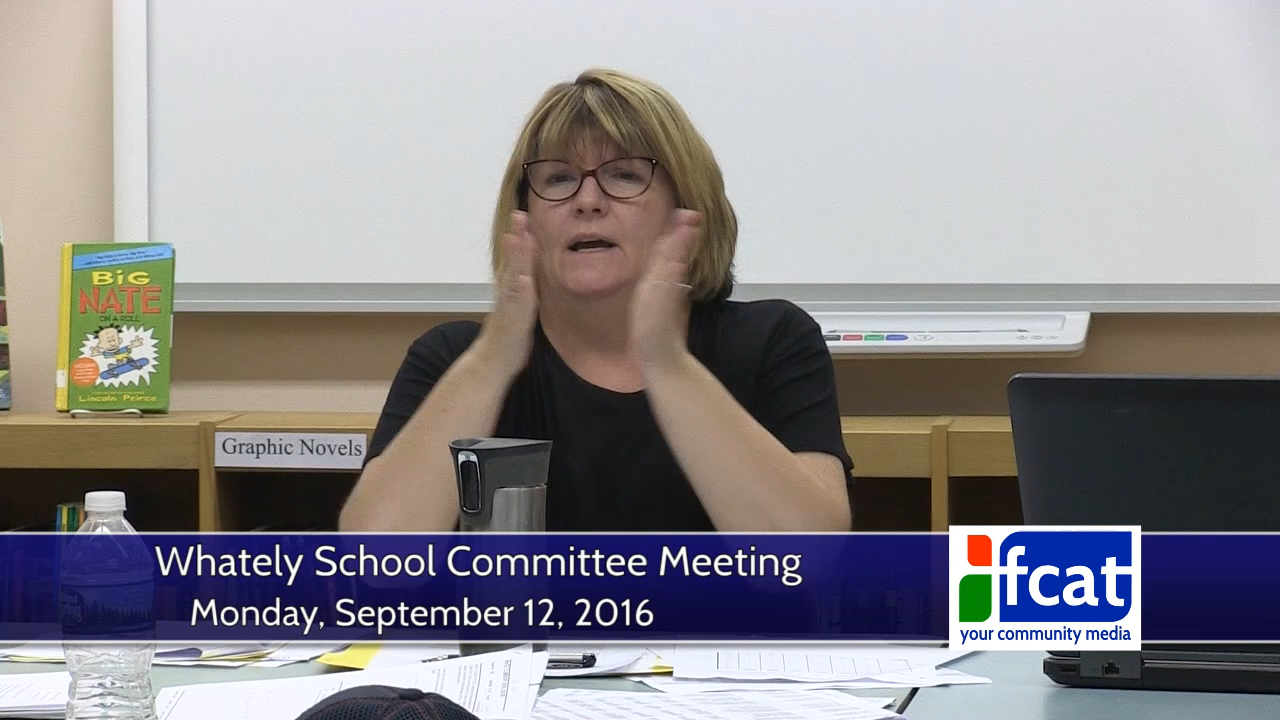 BiG
NATE
ON A ROLL
Lincoln Peirce
Graphic Novels
Whately School Committee Meeting
Monday, September 12, 2016
fcat
your community media